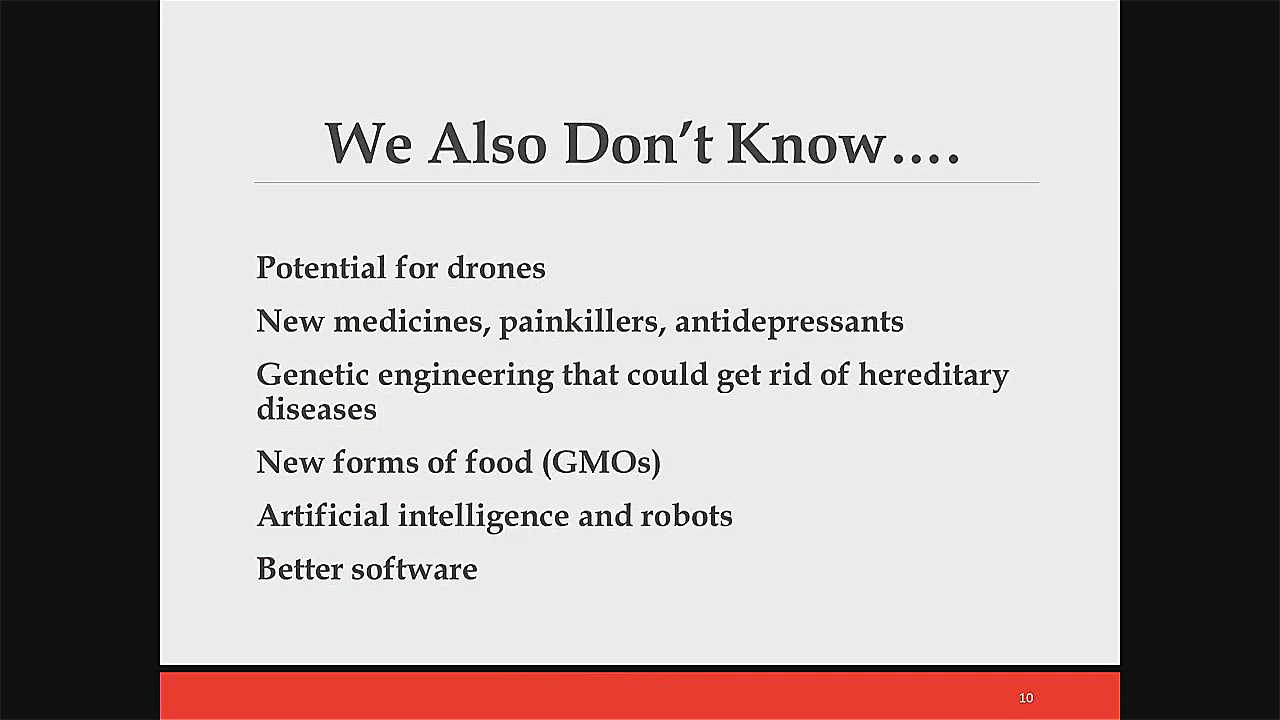 We Also Don’t Know….
Potential for drones
New medicines, painkillers, antidepressants
Genetic engineering that could get rid of hereditary
diseases
New forms of food (GMOs)
Artificial intelligence and robots
Better software
10